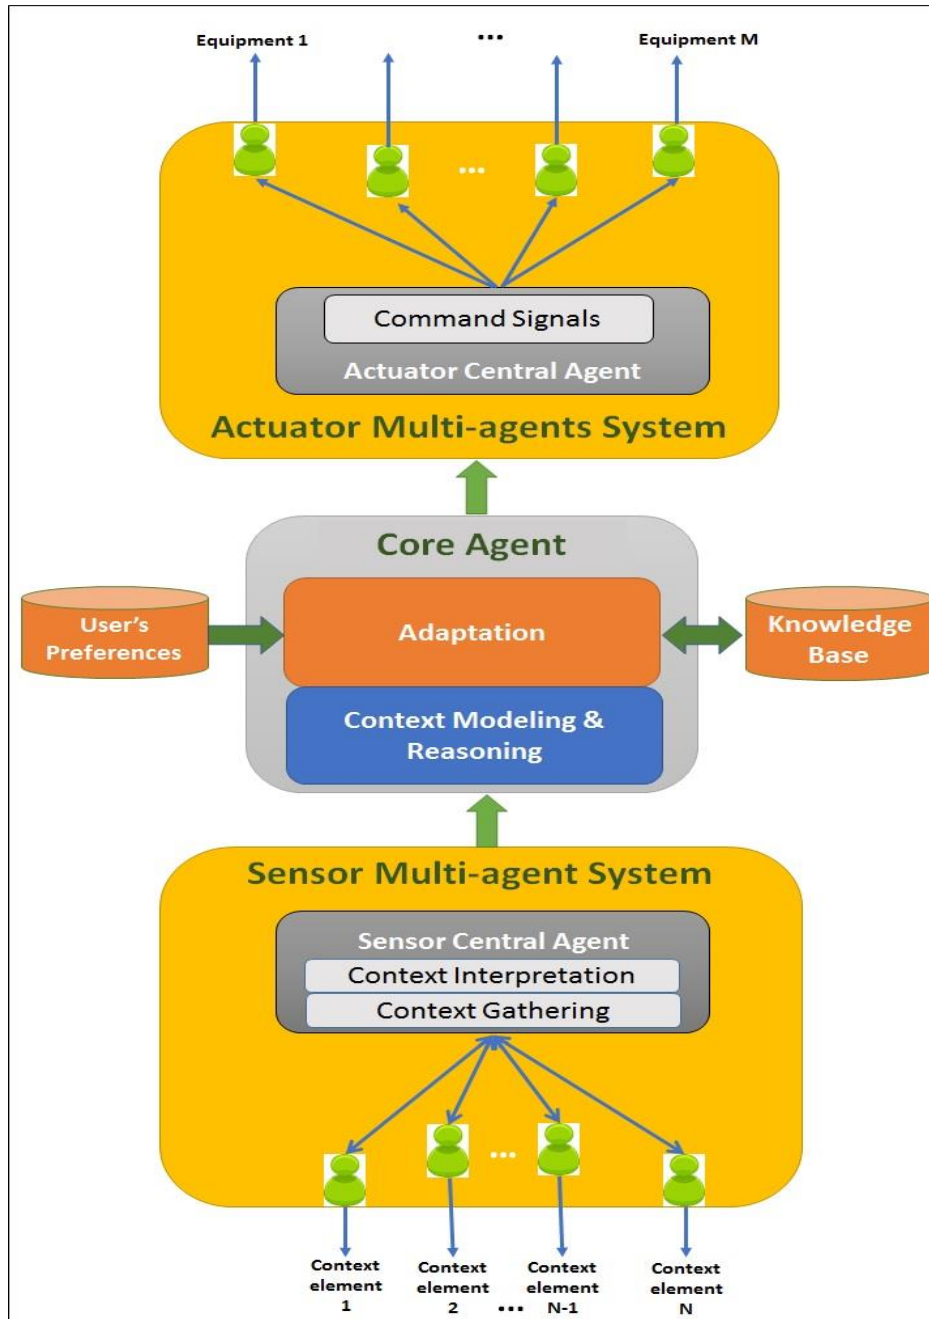 Equipment 1
...
Equipment M
...
Command Signals
Actuator Central Agent
Actuator Multi-agents System
Core Agent
User's
Preferences
Adaptation
Knowledge
Base
Context Modeling &
Reasoning
Sensor Multi-agent System
Sensor Central Agent
Context Interpretation
Context Gathering
...
Context
element
1
Context
element
2
...
Context
element
N-1
Context
element
N